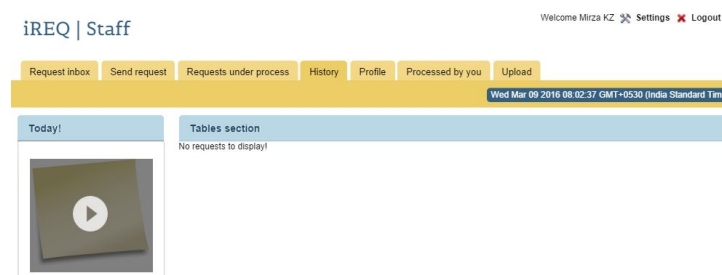 Welcome Mirza KZ Settings Logout
iREQ | Staff
Request inbox Send request Requests under process History Profile Processed by you Upload
Wed Mar 09 2016 08:02:37 GMT+0530 (India Standard Tim
Today!
Tables section
No requests to display!